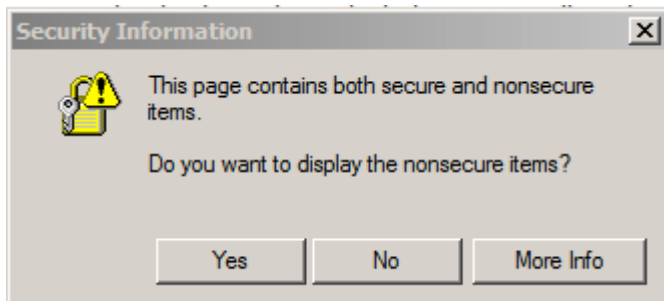 Security Information
This page contains both secure and nonsecure
items.
Do you want to display the nonsecure items?
Yes No More Info